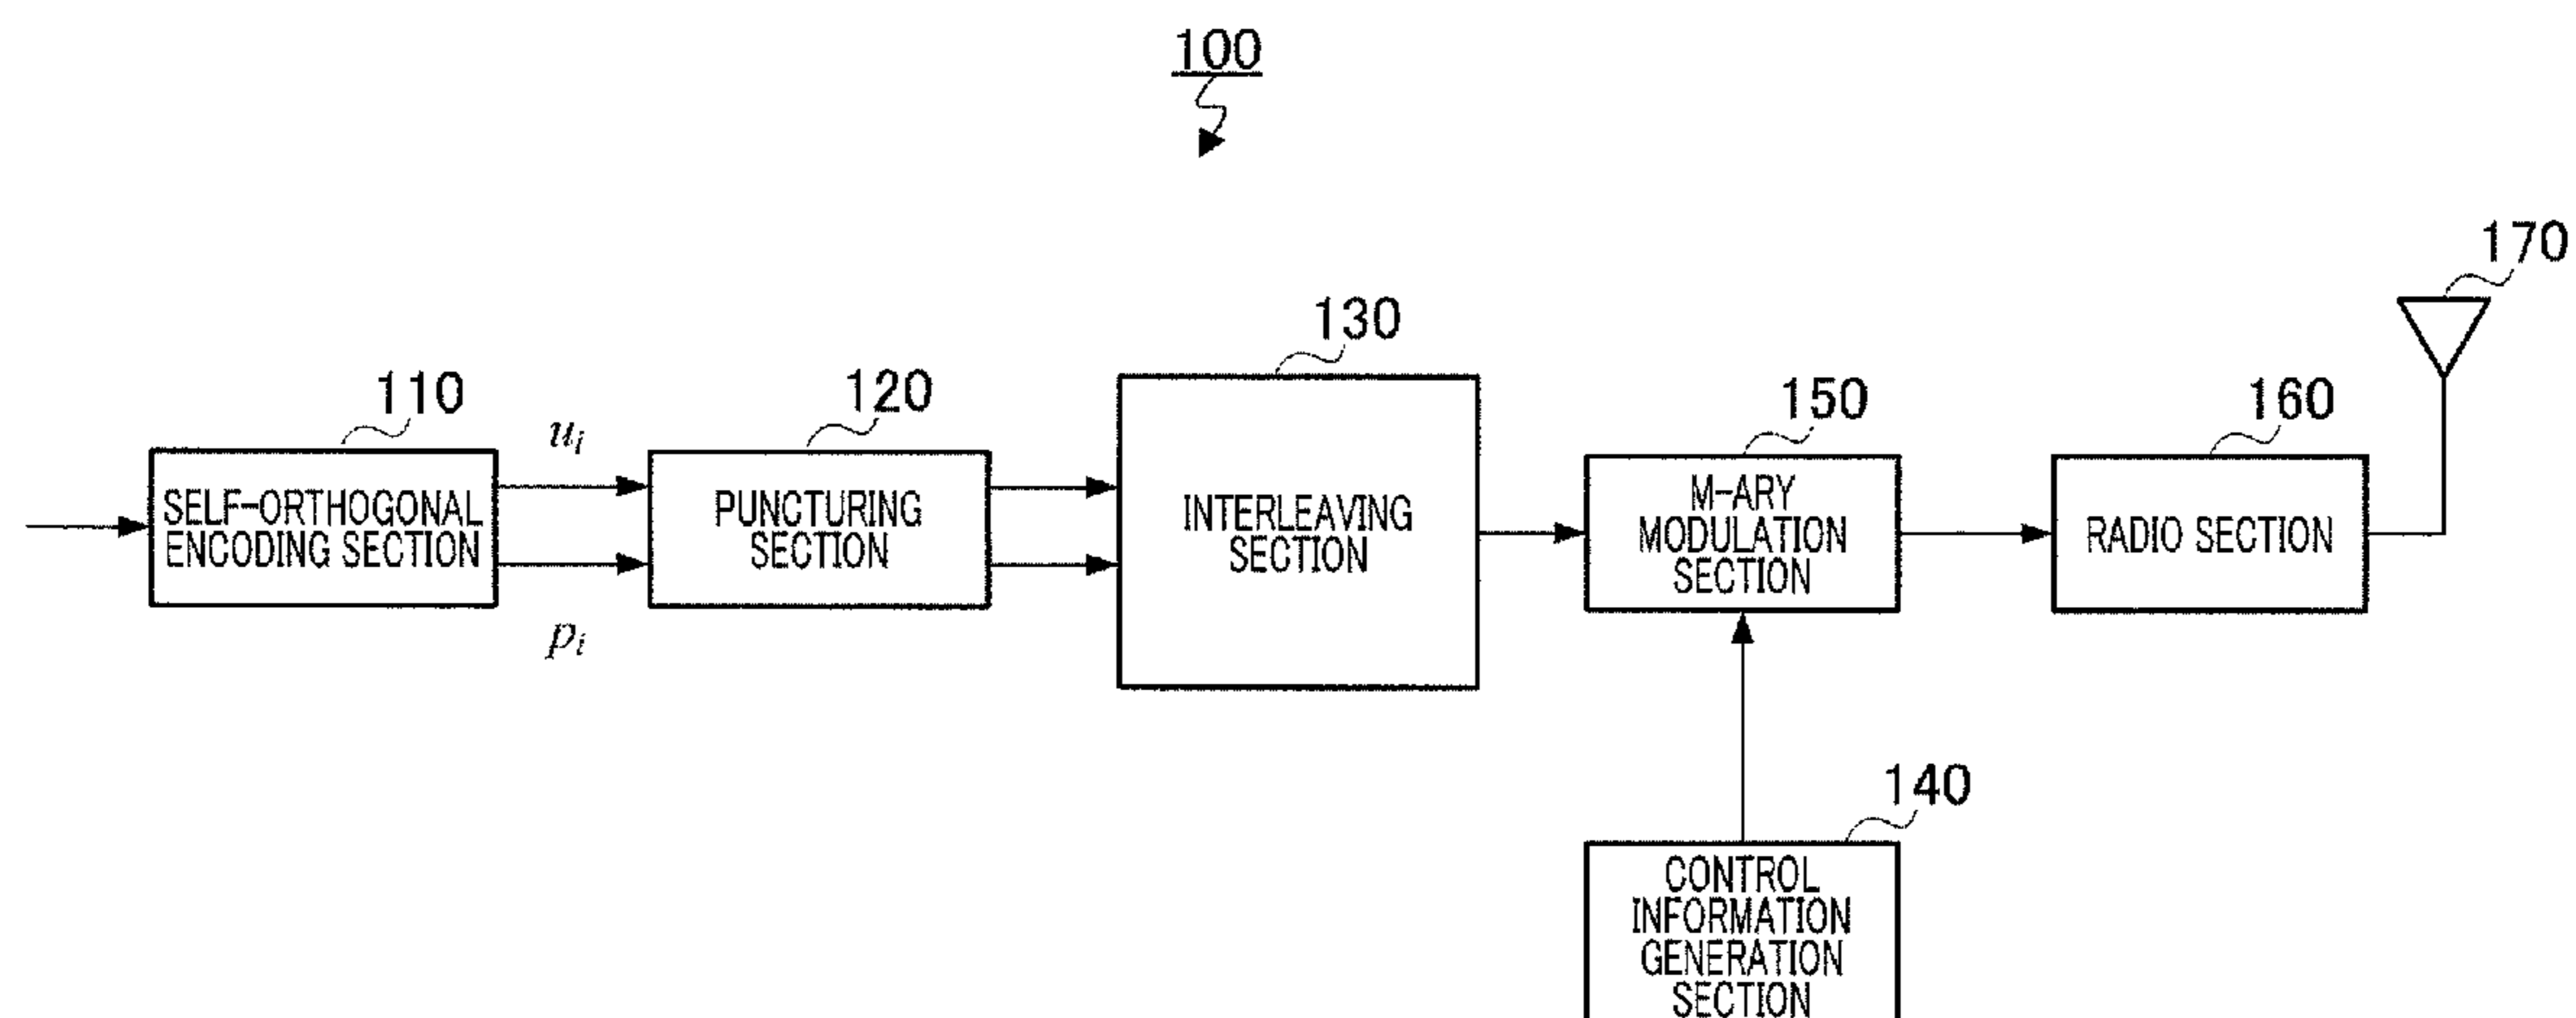 100
170
130
110
120
150
160
u_i
SELF-ORTHOGONAL
ENCODING SECTION
PUNCTURING
SECTION
INTERLEAVING
SECTION
M-ARY
MODULATION
SECTION
RADIO SECTION
p_i
140
CONTROL
INFORMATION
GENERATION
SECTION